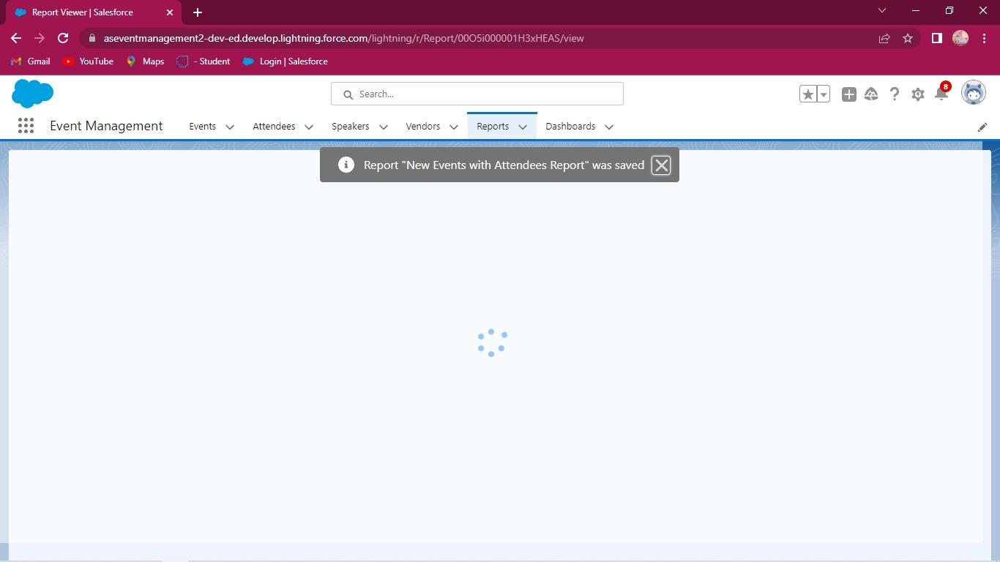 Report Viewer | Salesforce
aseventmanagement2-dev-ed.develop.lightning.force.com/lightning/r/Report/00O5i000001H3xHEAS/view
Gmail YouTube Maps - Student Login | Salesforce
Search...
8
Event Management Events Attendees Speakers Vendors Reports Dashboards
Report "New Events with Attendees Report" was saved